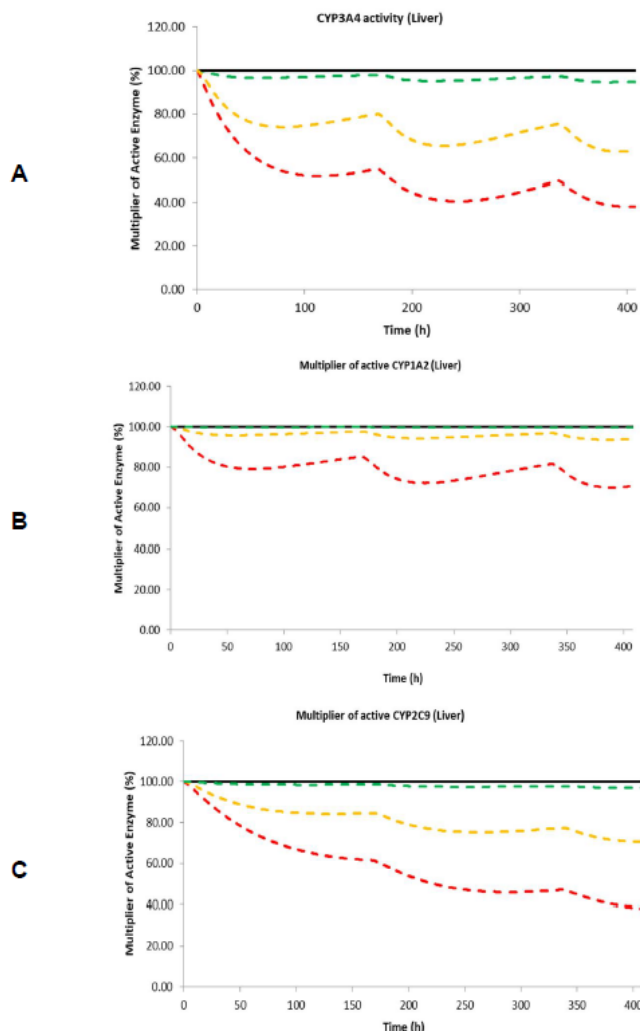 CYP3A4 activity (Liver)
A
Multiplier of Active Enzyme (%)
120.00
100.00
80.00
60.00
40.00
20.00
0.00
0 100 200 300 400
Time (h)
Multiplier of active CYP1A2 (Liver)
B
Multiplier of Active Enzyme (%)
120.00
100.00
80.00
60.00
40.00
20.00
0.00
0 50 100 150 200 250 300 350 400
Time (h)
Multiplier of active CYP2C9 (Liver)
C
Multiplier of Active Enzyme (%)
120.00
100.00
80.00
60.00
40.00
20.00
0.00
0 50 100 150 200 250 300 350 400
Time (h)